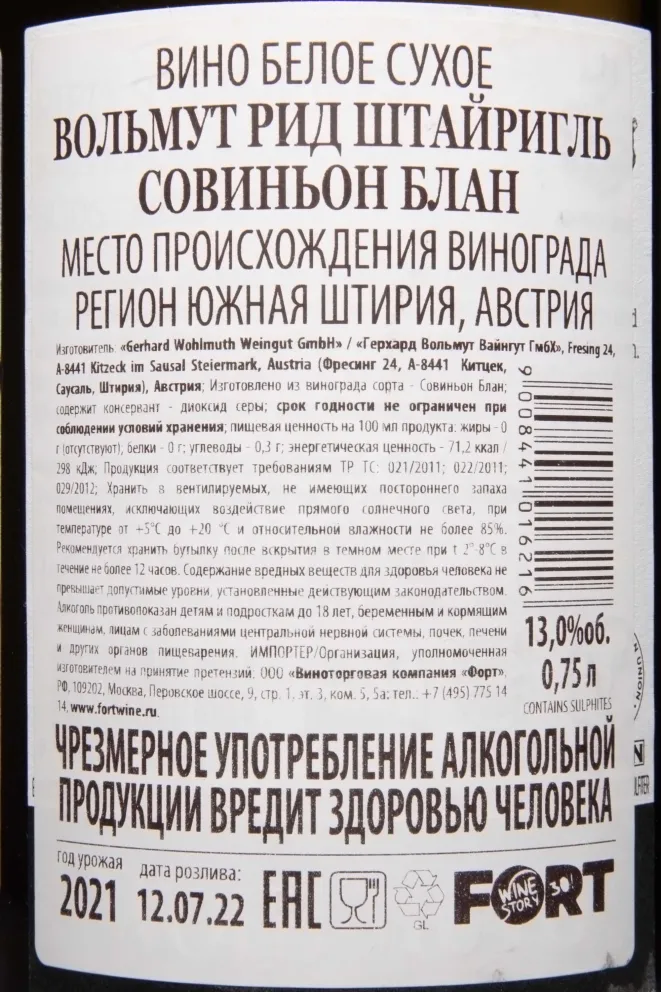 ВИНО БЕЛОЕ СУХОЕ
ВОЛЬМУТ РИД ШТАЙРИГЛЬ
СОВИНЬОН БЛАН
МЕСТО ПРОИСХОЖДЕНИЯ ВИНОГРАДА
РЕГИОН ЮЖНАЯ ШТИРИЯ, АВСТРИЯ
Изготовитель: «Gerhard Wohlmuth Weingut GmbH» / «Герхард Вольмут Вайнгут ГмбХ», Fresing 24,
A-8441 Kitzeck im Sausal Steiermark, Austria (Фресинг 24, А-8441 Китцек,
Саусаль, Штирия), Австрия; Изготовлено из винограда сорта - Совиньон Блан;
содержит консервант - диоксид серы; срок годности не ограничен при
соблюдении условий хранения; пищевая ценность на 100 мл продукта: жиры - 0
г (отсутствуют); белки - 0 г; углеводы - 0,3 г; энергетическая ценность - 71,2 ккал /
298 кДж; Продукция соответствует требованиям ТР ТС: 021/2011; 022/2011;
029/2012; Хранить в вентилируемых, не имеющих постороннего запаха
помещениях, исключающих воздействие прямого солнечного света, при
температуре от +5°C до +20 °C и относительной влажности не более 85%.
Рекомендуется хранить бутылку после вскрытия в темном месте при t 2°-8°C в
течение не более 12 часов. Содержание вредных веществ для здоровья человека не
превышает допустимые уровни, установленные действующим законодательством.
Алкоголь противопоказан детям и подросткам до 18 лет, беременным и кормящим
женщинам, лицам с заболеваниями центральной нервной системы, почек, печени
и других органов пищеварения. ИМПОРТЕР/Организация, уполномоченная
изготовителем на принятие претензий: ООО «Виноторговая компания «Форт»,
РФ, 109202, Москва, Перовское шоссе, 9, стр. 1, эт. 3, ком. 5, 5а: тел.: +7 (495) 775 14
14, www.fortwine.ru.
9 008441 016216
13,0%об.
0,75 л
CONTAINS SULPHITES
ЧРЕЗМЕРНОЕ УПОТРЕБЛЕНИЕ АЛКОГОЛЬНОЙ
ПРОДУКЦИИ ВРЕДИТ ЗДОРОВЬЮ ЧЕЛОВЕКА
год урожая
2021
дата розлива:
12.07.22
ЕАС
GL
FORT
WINE
STORY
30!